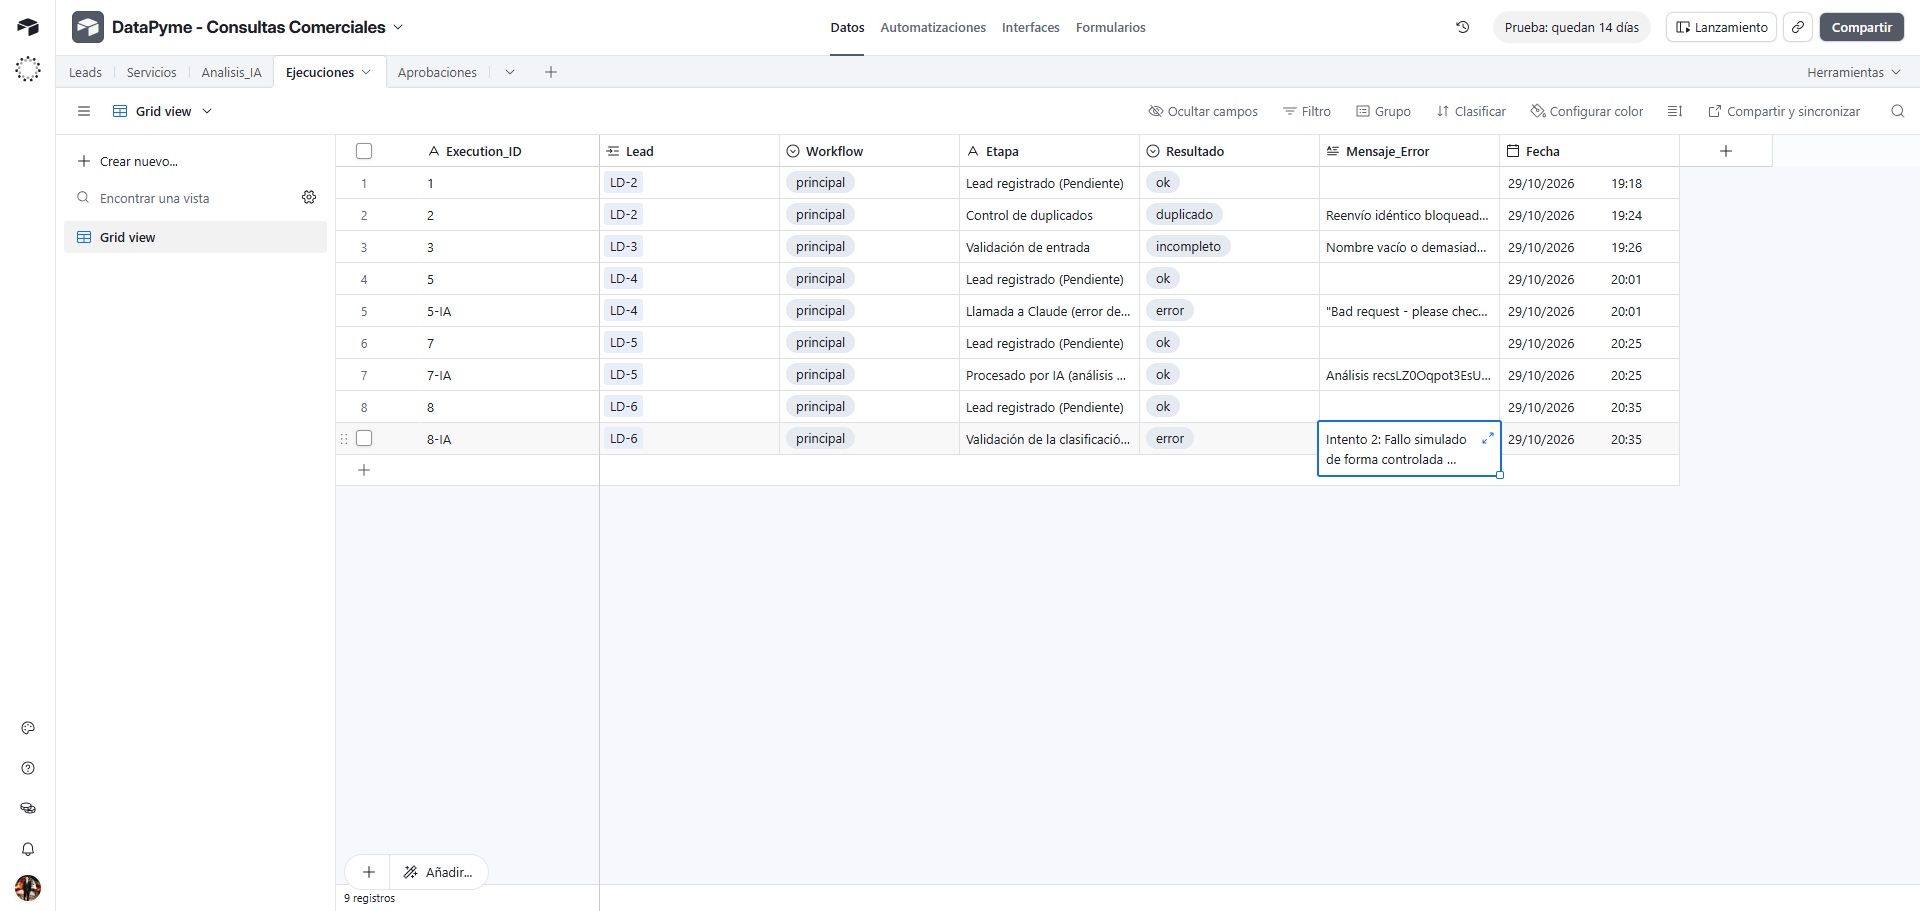 DataPyme - Consultas Comerciales
Datos
Automatizaciones
Interfaces
Formularios
Prueba: quedan 14 días
Lanzamiento
Compartir
Leads
Servicios
Analisis_IA
Ejecuciones
Aprobaciones
Herramientas
Grid view
Ocultar campos
Filtro
Grupo
Clasificar
Configurar color
Compartir y sincronizar
Crear nuevo...
Encontrar una vista
Grid view
Execution_ID Lead Workflow Etapa Resultado Mensaje_Error Fecha
1 1 LD-2 principal Lead registrado (Pendiente) ok 29/10/2026 19:18
2 2 LD-2 principal Control de duplicados duplicado Reenvío idéntico bloquead... 29/10/2026 19:24
3 3 LD-3 principal Validación de entrada incompleto Nombre vacío o demasiad... 29/10/2026 19:26
4 5 LD-4 principal Lead registrado (Pendiente) ok 29/10/2026 20:01
5 5-IA LD-4 principal Llamada a Claude (error de... error "Bad request - please chec... 29/10/2026 20:01
6 7 LD-5 principal Lead registrado (Pendiente) ok 29/10/2026 20:25
7 7-IA LD-5 principal Procesado por IA (análisis ... ok Análisis recsLZ0Oqpot3EsU... 29/10/2026 20:25
8 8 LD-6 principal Lead registrado (Pendiente) ok 29/10/2026 20:35
8-IA LD-6 principal Validación de la clasificació... error Intento 2: Fallo simulado 29/10/2026 20:35
de forma controlada ...
Añadir...
9 registros